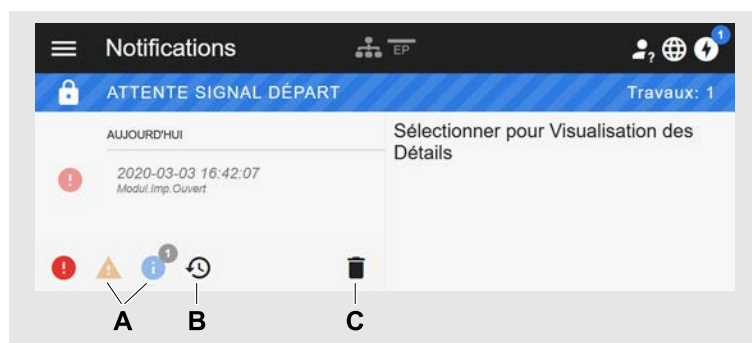 Notifications
EP
?
1
ATTENTE SIGNAL DÉPART
Travaux: 1
AUJOURD'HUI
2020-03-03 16:42:07
Modul.Imp.Ouvert
Sélectionner pour Visualisation des
Détails
!
!
!
i
1
A
B
C